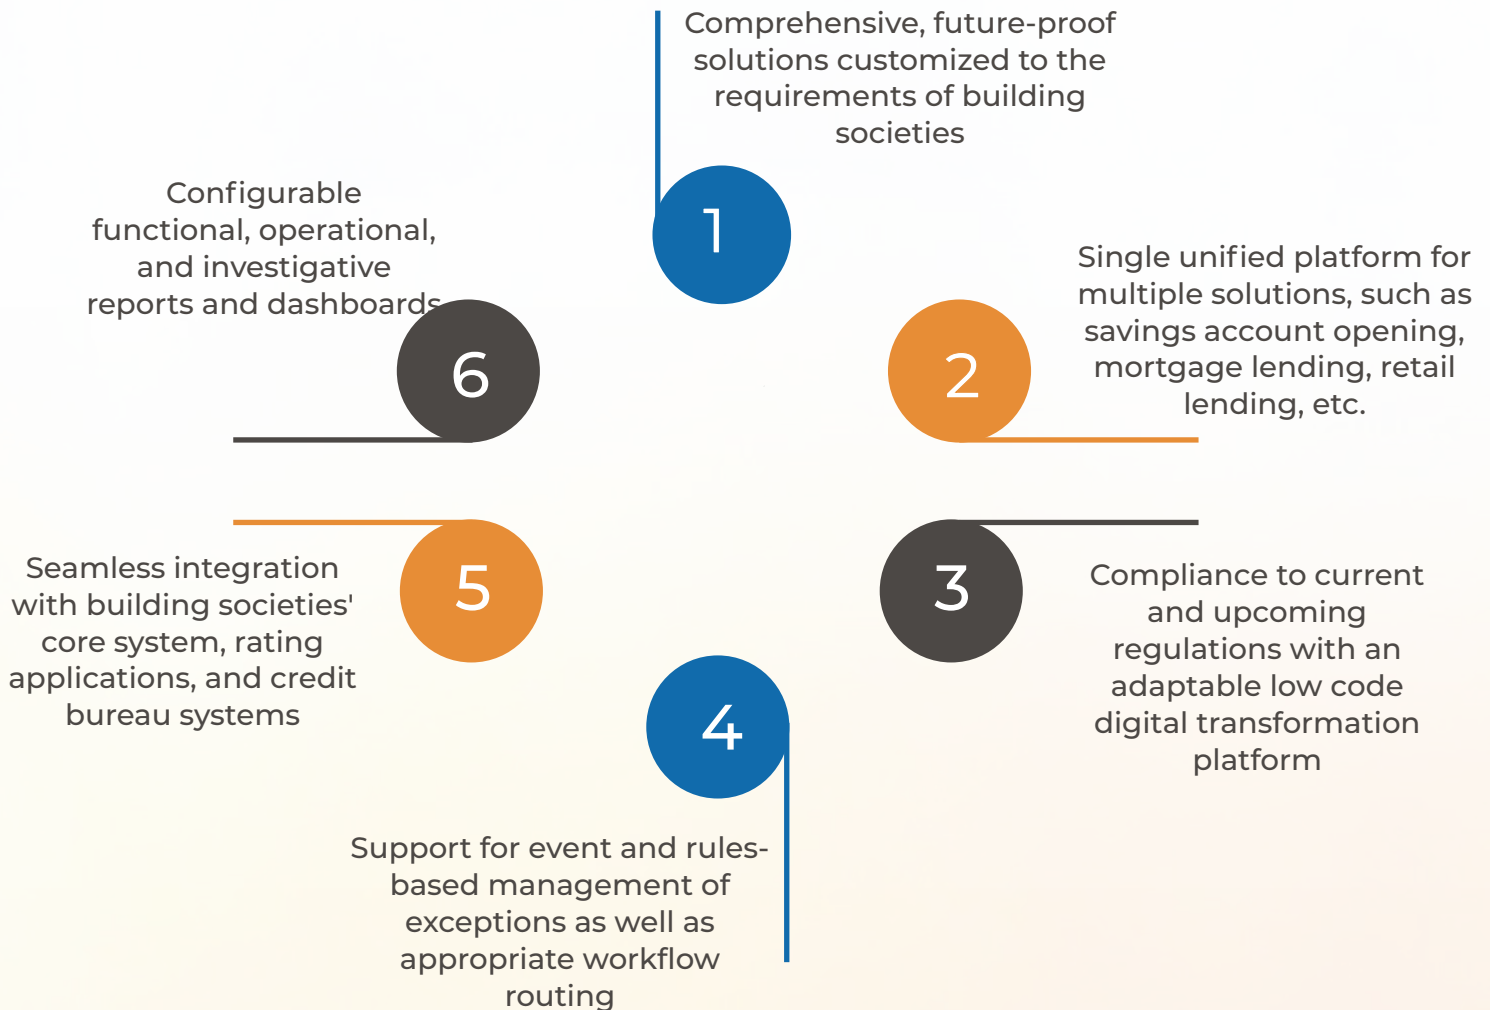 Comprehensive, future-proof
solutions customized to the
requirements of building
societies
1
Single unified platform for
multiple solutions, such as
savings account opening,
mortgage lending, retail
lending, etc.
2
Compliance to current
and upcoming
regulations with an
adaptable low code
digital transformation
platform
3
Support for event and rules-
based management of
exceptions as well as
appropriate workflow
routing
4
Seamless integration
with building societies'
core system, rating
applications, and credit
bureau systems
5
Configurable
functional, operational,
and investigative
reports and dashboards
6